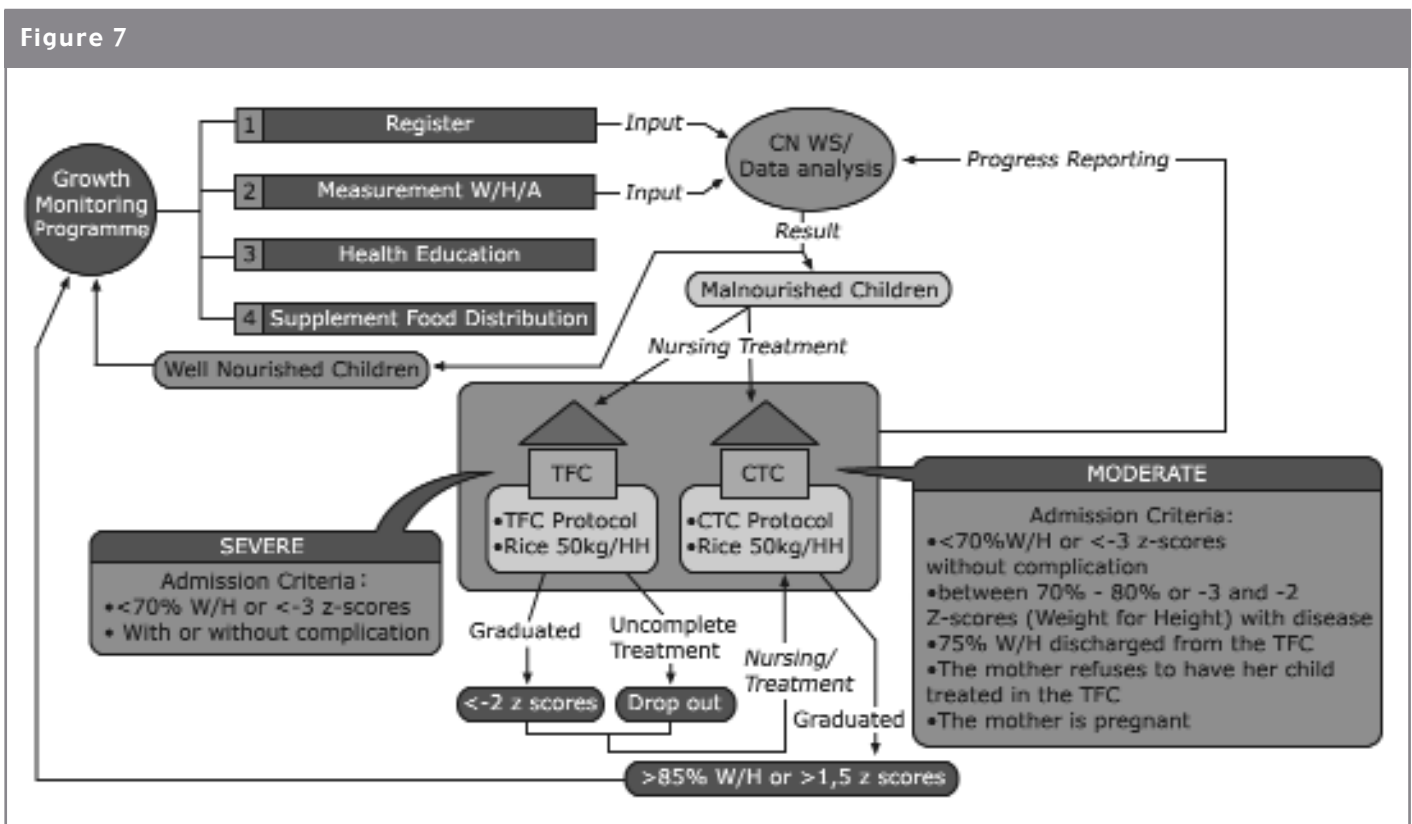 Figure 7
Growth
Monitoring
Programme
1 Register
2 Measurement W/H/A
3 Health Education
4 Supplement Food Distribution
Input
Input
CN WS/
Data analysis
Progress Reporting
Result
Malnourished Children
Well Nourished Children
Nursing Treatment
TFC
•TFC Protocol
•Rice 50kg/HH
CTC
•CTC Protocol
•Rice 50kg/HH
SEVERE
Admission Criteria:
•<70% W/H or <-3 z-scores
• With or without complication
MODERATE
Admission Criteria:
•<70%W/H or <-3 z-scores
without complication
•between 70% - 80% or -3 and -2
Z-scores (Weight for Height) with disease
•75% W/H discharged from the TFC
•The mother refuses to have her child
treated in the TFC
•The mother is pregnant
Graduated
Uncomplete
Treatment
Nursing/
Treatment
Graduated
<-2 z scores
Drop out
>85% W/H or >1,5 z scores